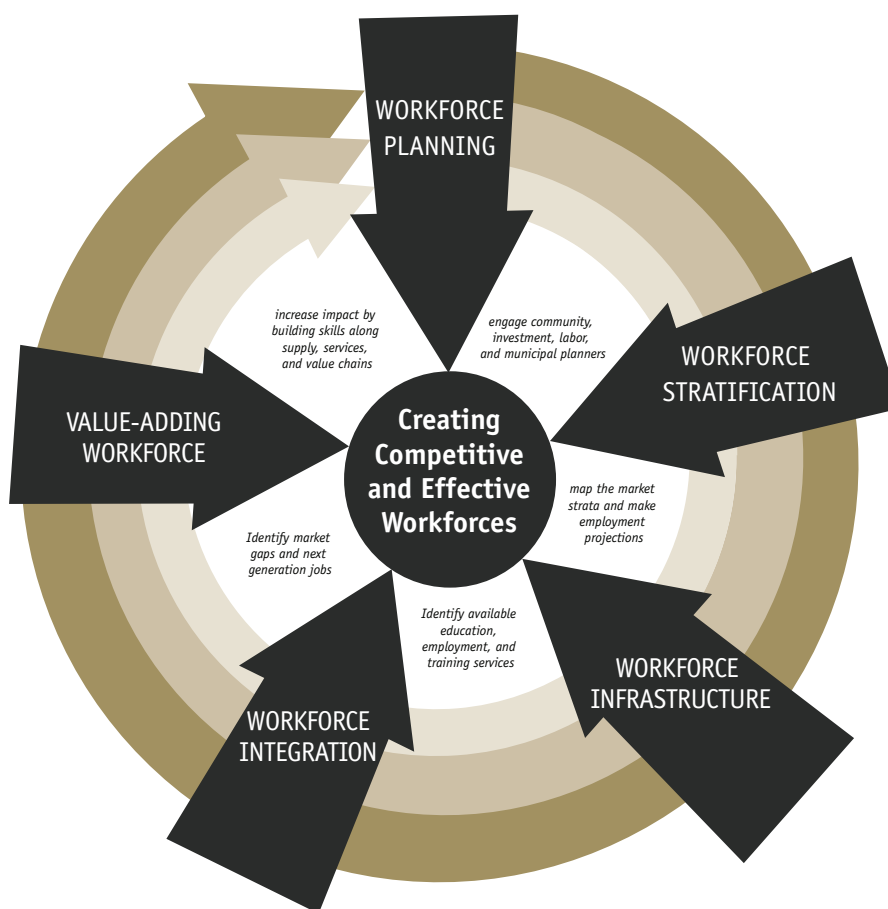 WORKFORCE
PLANNING
engage community,
investment, labor,
and municipal planners
WORKFORCE
STRATIFICATION
map the market
strata and make
employment
projections
WORKFORCE
INFRASTRUCTURE
Identify available
education,
employment, and
training services
WORKFORCE
INTEGRATION
Identify market
gaps and next
generation jobs
VALUE-ADDING
WORKFORCE
increase impact by
building skills along
supply, services,
and value chains
Creating
Competitive
and Effective
Workforces